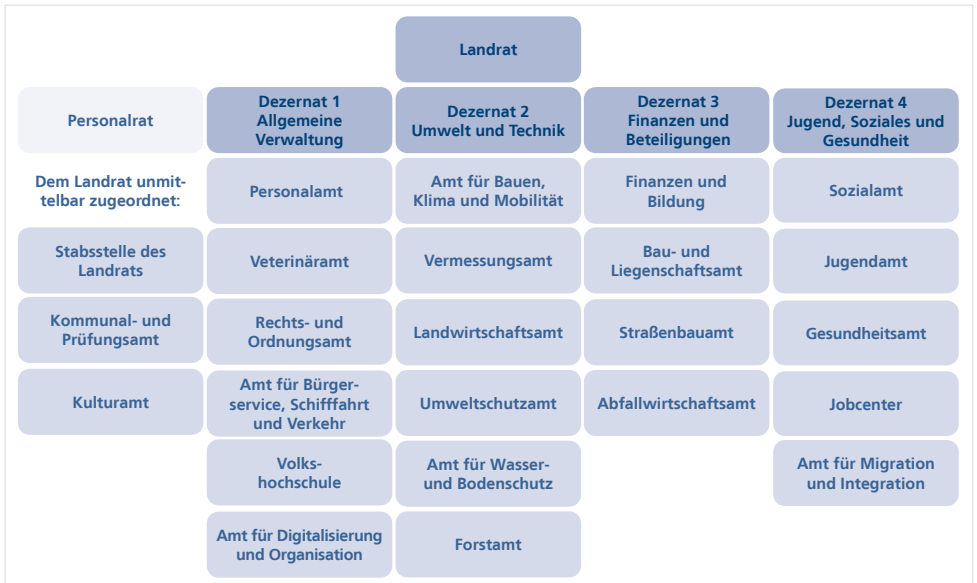 Landrat
Personalrat
Dezernat 1
Allgemeine
Verwaltung
Dezernat 2
Umwelt und Technik
Dezernat 3
Finanzen und
Beteiligungen
Dezernat 4
Jugend, Soziales und
Gesundheit
Dem Landrat unmit-
telbar zugeordnet:
Personalamt
Amt für Bauen,
Klima und Mobilität
Finanzen und
Bildung
Sozialamt
Stabsstelle des
Landrats
Veterinäramt
Vermessungsamt
Bau- und
Liegenschaftsamt
Jugendamt
Kommunal- und
Prüfungsamt
Rechts- und
Ordnungsamt
Landwirtschaftsamt
Straßenbauamt
Gesundheitsamt
Kulturamt
Amt für Bürger-
service, Schifffahrt
und Verkehr
Umweltschutzamt
Abfallwirtschaftsamt
Jobcenter
Volks-
hochschule
Amt für Wasser-
und Bodenschutz
Amt für Migration
und Integration
Amt für Digitalisierung
und Organisation
Forstamt